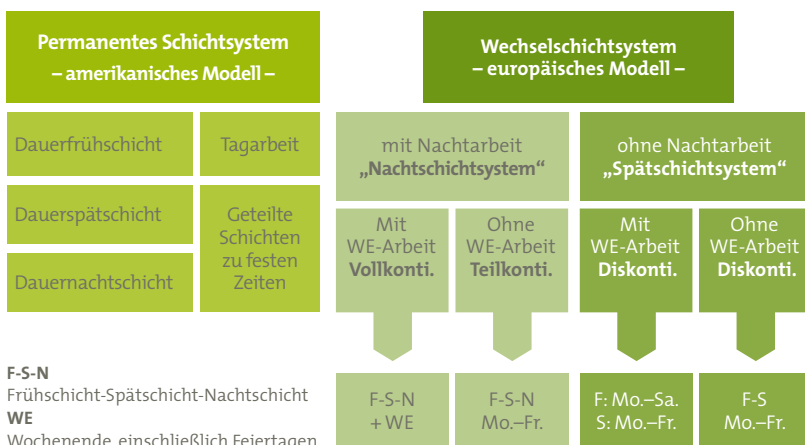 Permanentes Schichtsystem
– amerikanisches Modell –
Dauerfrühschicht
Tagarbeit
Dauerspätschicht
Geteilte
Schichten
zu festen
Zeiten
Dauernachtschicht
Wechselschichtsystem
– europäisches Modell –
mit Nachtarbeit
„Nachtschichtsystem“
ohne Nachtarbeit
„Spätschichtsystem“
Mit
WE-Arbeit
Vollkonti.
Ohne
WE-Arbeit
Teilkonti.
Mit
WE-Arbeit
Diskonti.
Ohne
WE-Arbeit
Diskonti.
F-S-N
+ WE
F-S-N
Mo.–Fr.
F: Mo.–Sa.
S: Mo.–Fr.
F-S
Mo.–Fr.
F-S-N
Frühschicht-Spätschicht-Nachtschicht
WE
Wochenende, einschließlich Feiertagen